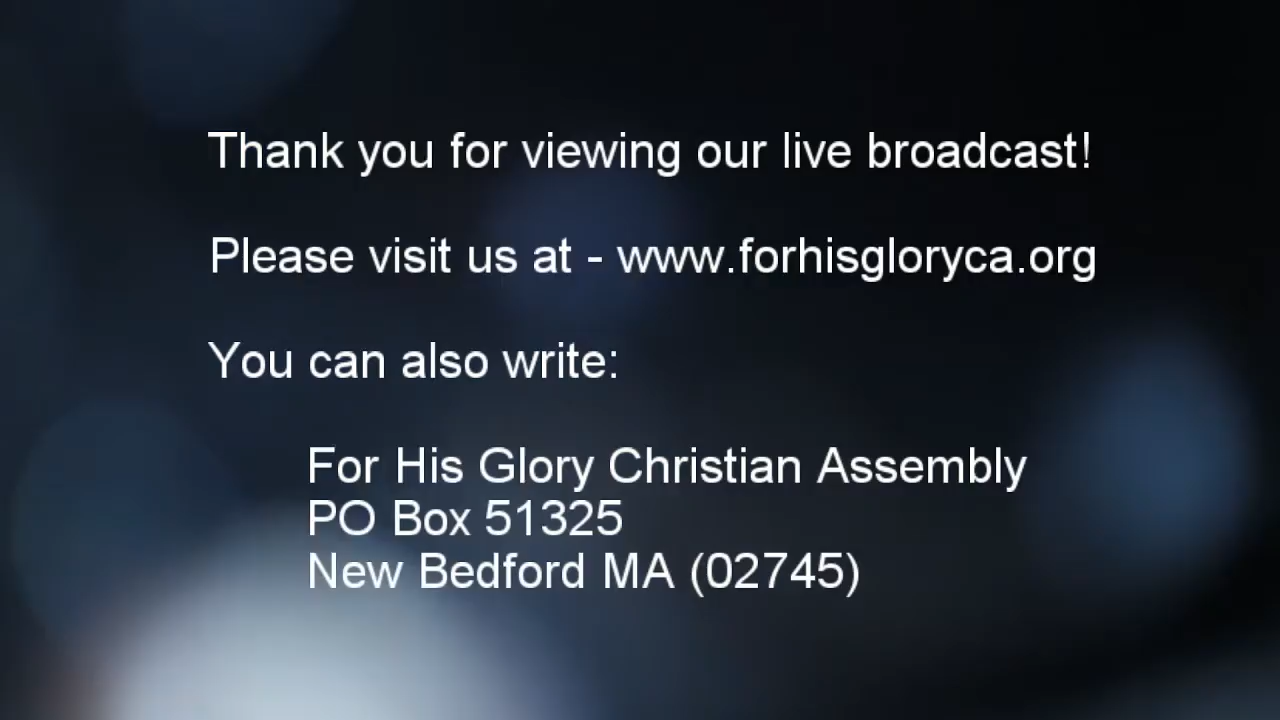 Thank you for viewing our live broadcast!
Please visit us at - www.forhisgloryca.org
You can also write:
For His Glory Christian Assembly
PO Box 51325
New Bedford MA (02745)